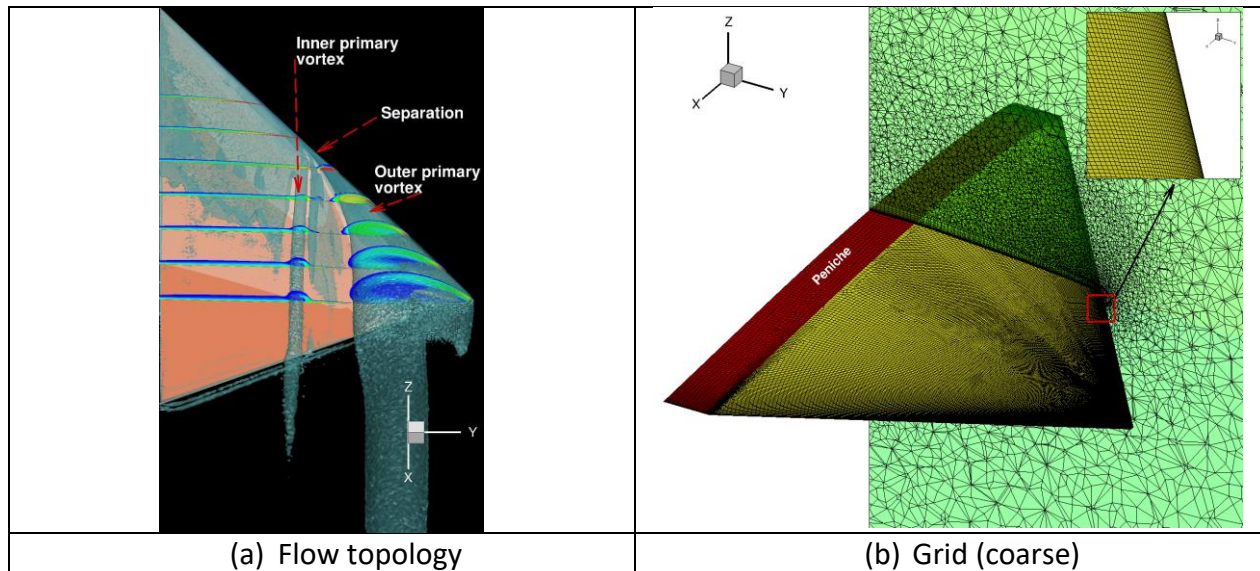 Inner primary
vortex
Separation
Outer primary
vortex
Z
Y
X
(a) Flow topology
Z
Y
X
Peniche
(b) Grid (coarse)